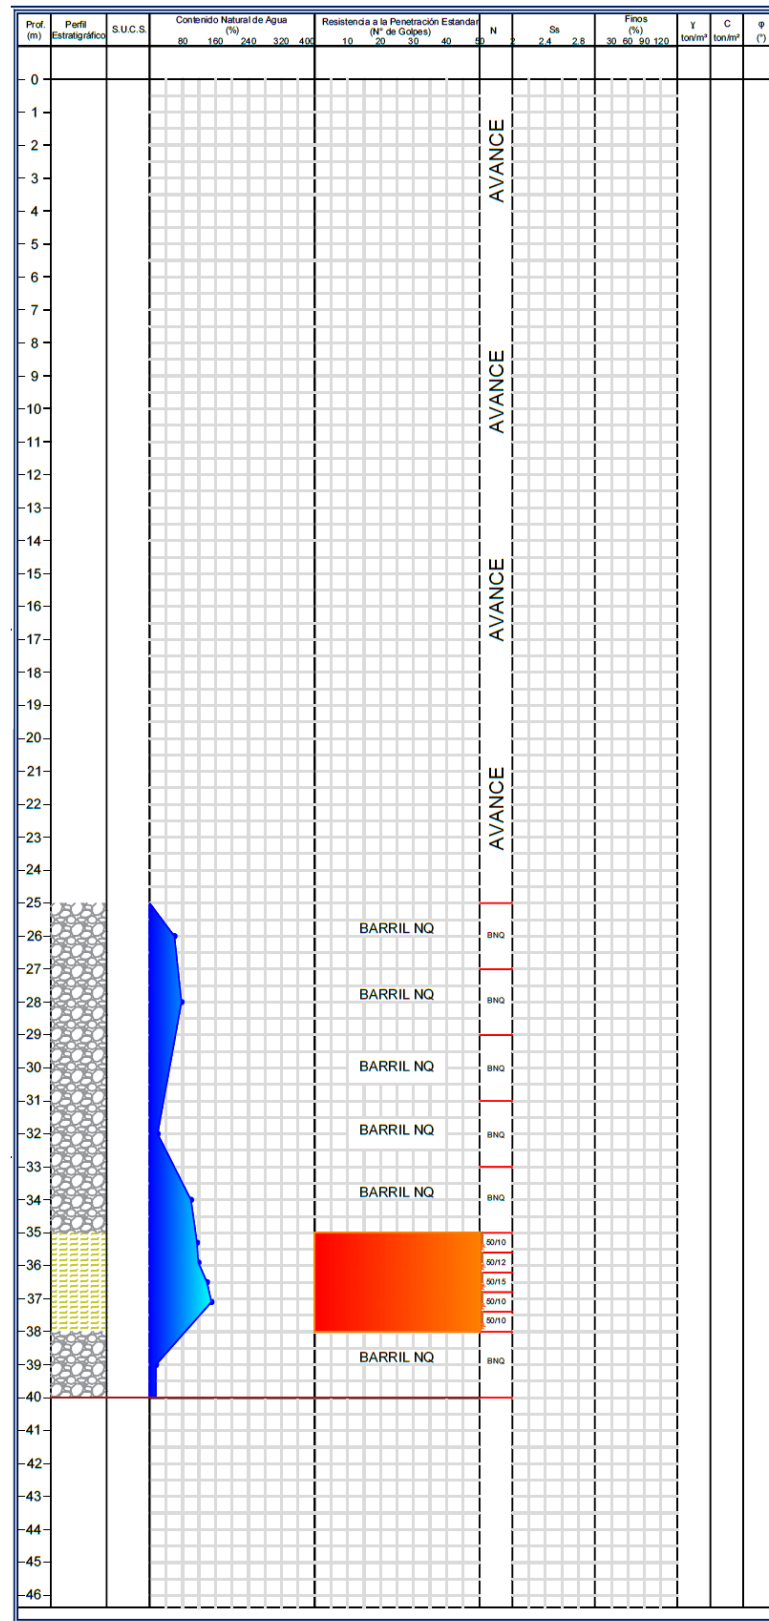 Prof.
(m)
Perfil
Estratigráfico
S.U.C.S.
Contenido Natural de Agua
(%)
80 160 240 320 400
Resistencia a la Penetración Estandar
(N° de Golpes)
10 20 30 40 50
N
Ss
2 2.4 2.8
Finos
(%)
30 60 90 120
ɣ
ton/m³
C
ton/m²
φ
(°)
0
1
2
3
AVANCE
4
5
6
7
8
9
10
AVANCE
11
12
13
14
15
16
AVANCE
17
18
19
20
21
22
AVANCE
23
24
25
26 BARRIL NQ BNQ
27
28 BARRIL NQ BNQ
29
30 BARRIL NQ BNQ
31
32 BARRIL NQ BNQ
33
34 BARRIL NQ BNQ
35
50/10
36 50/12
50/15
37 50/10
50/10
38
39 BARRIL NQ BNQ
40
41
42
43
44
45
46